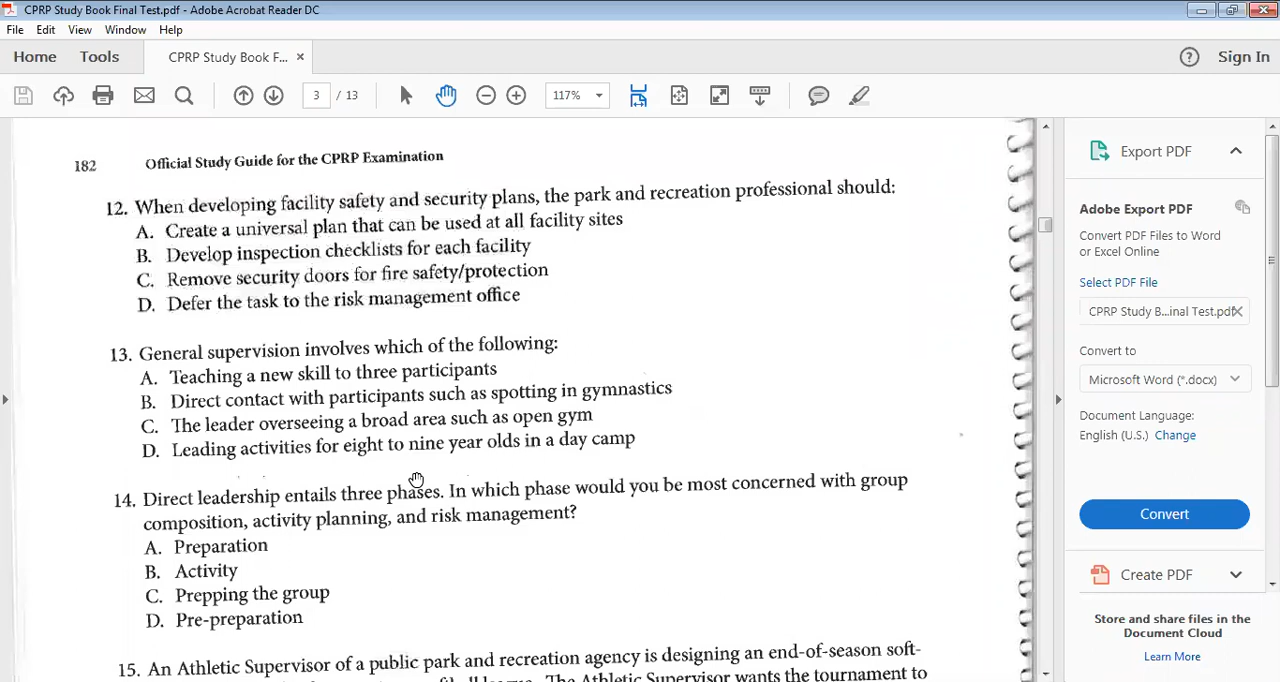 CPRP Study Book Final Test.pdf - Adobe Acrobat Reader DC
File Edit View Window Help
Home Tools CPRP Study Book F... × Sign In
3 / 13 117%
182 Official Study Guide for the CPRP Examination
12. When developing facility safety and security plans, the park and recreation professional should:
A. Create a universal plan that can be used at all facility sites
B. Develop inspection checklists for each facility
C. Remove security doors for fire safety/protection
D. Defer the task to the risk management office
13. General supervision involves which of the following:
A. Teaching a new skill to three participants
B. Direct contact with participants such as spotting in gymnastics
C. The leader overseeing a broad area such as open gym
D. Leading activities for eight to nine year olds in a day camp
14. Direct leadership entails three phases. In which phase would you be most concerned with group
composition, activity planning, and risk management?
A. Preparation
B. Activity
C. Prepping the group
D. Pre-preparation
15. An Athletic Supervisor of a public park and recreation agency is designing an end-of-season soft-
The Athletic Supervisor wants the tournament to
Export PDF
Adobe Export PDF
Convert PDF Files to Word
or Excel Online
Select PDF File
CPRP Study B...inal Test.pdf
Convert to
Microsoft Word (*.docx)
Document Language:
English (U.S.) Change
Convert
Create PDF
Store and share files in the
Document Cloud
Learn More